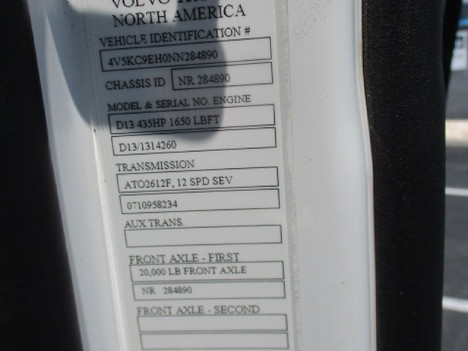 VOLVO
NORTH AMERICA
VEHICLE IDENTIFICATION #
4V5KC9EH0NN284890
CHASSIS ID NR 284890
MODEL & SERIAL NO. ENGINE
D13 435HP 1650 LBFT
D13/1314260
TRANSMISSION
ATO2612F, 12 SPD SEV
0710958234
AUX TRANS.
FRONT AXLE - FIRST
20,000 LB FRONT AXLE
NR 284890
FRONT AXLE - SECOND